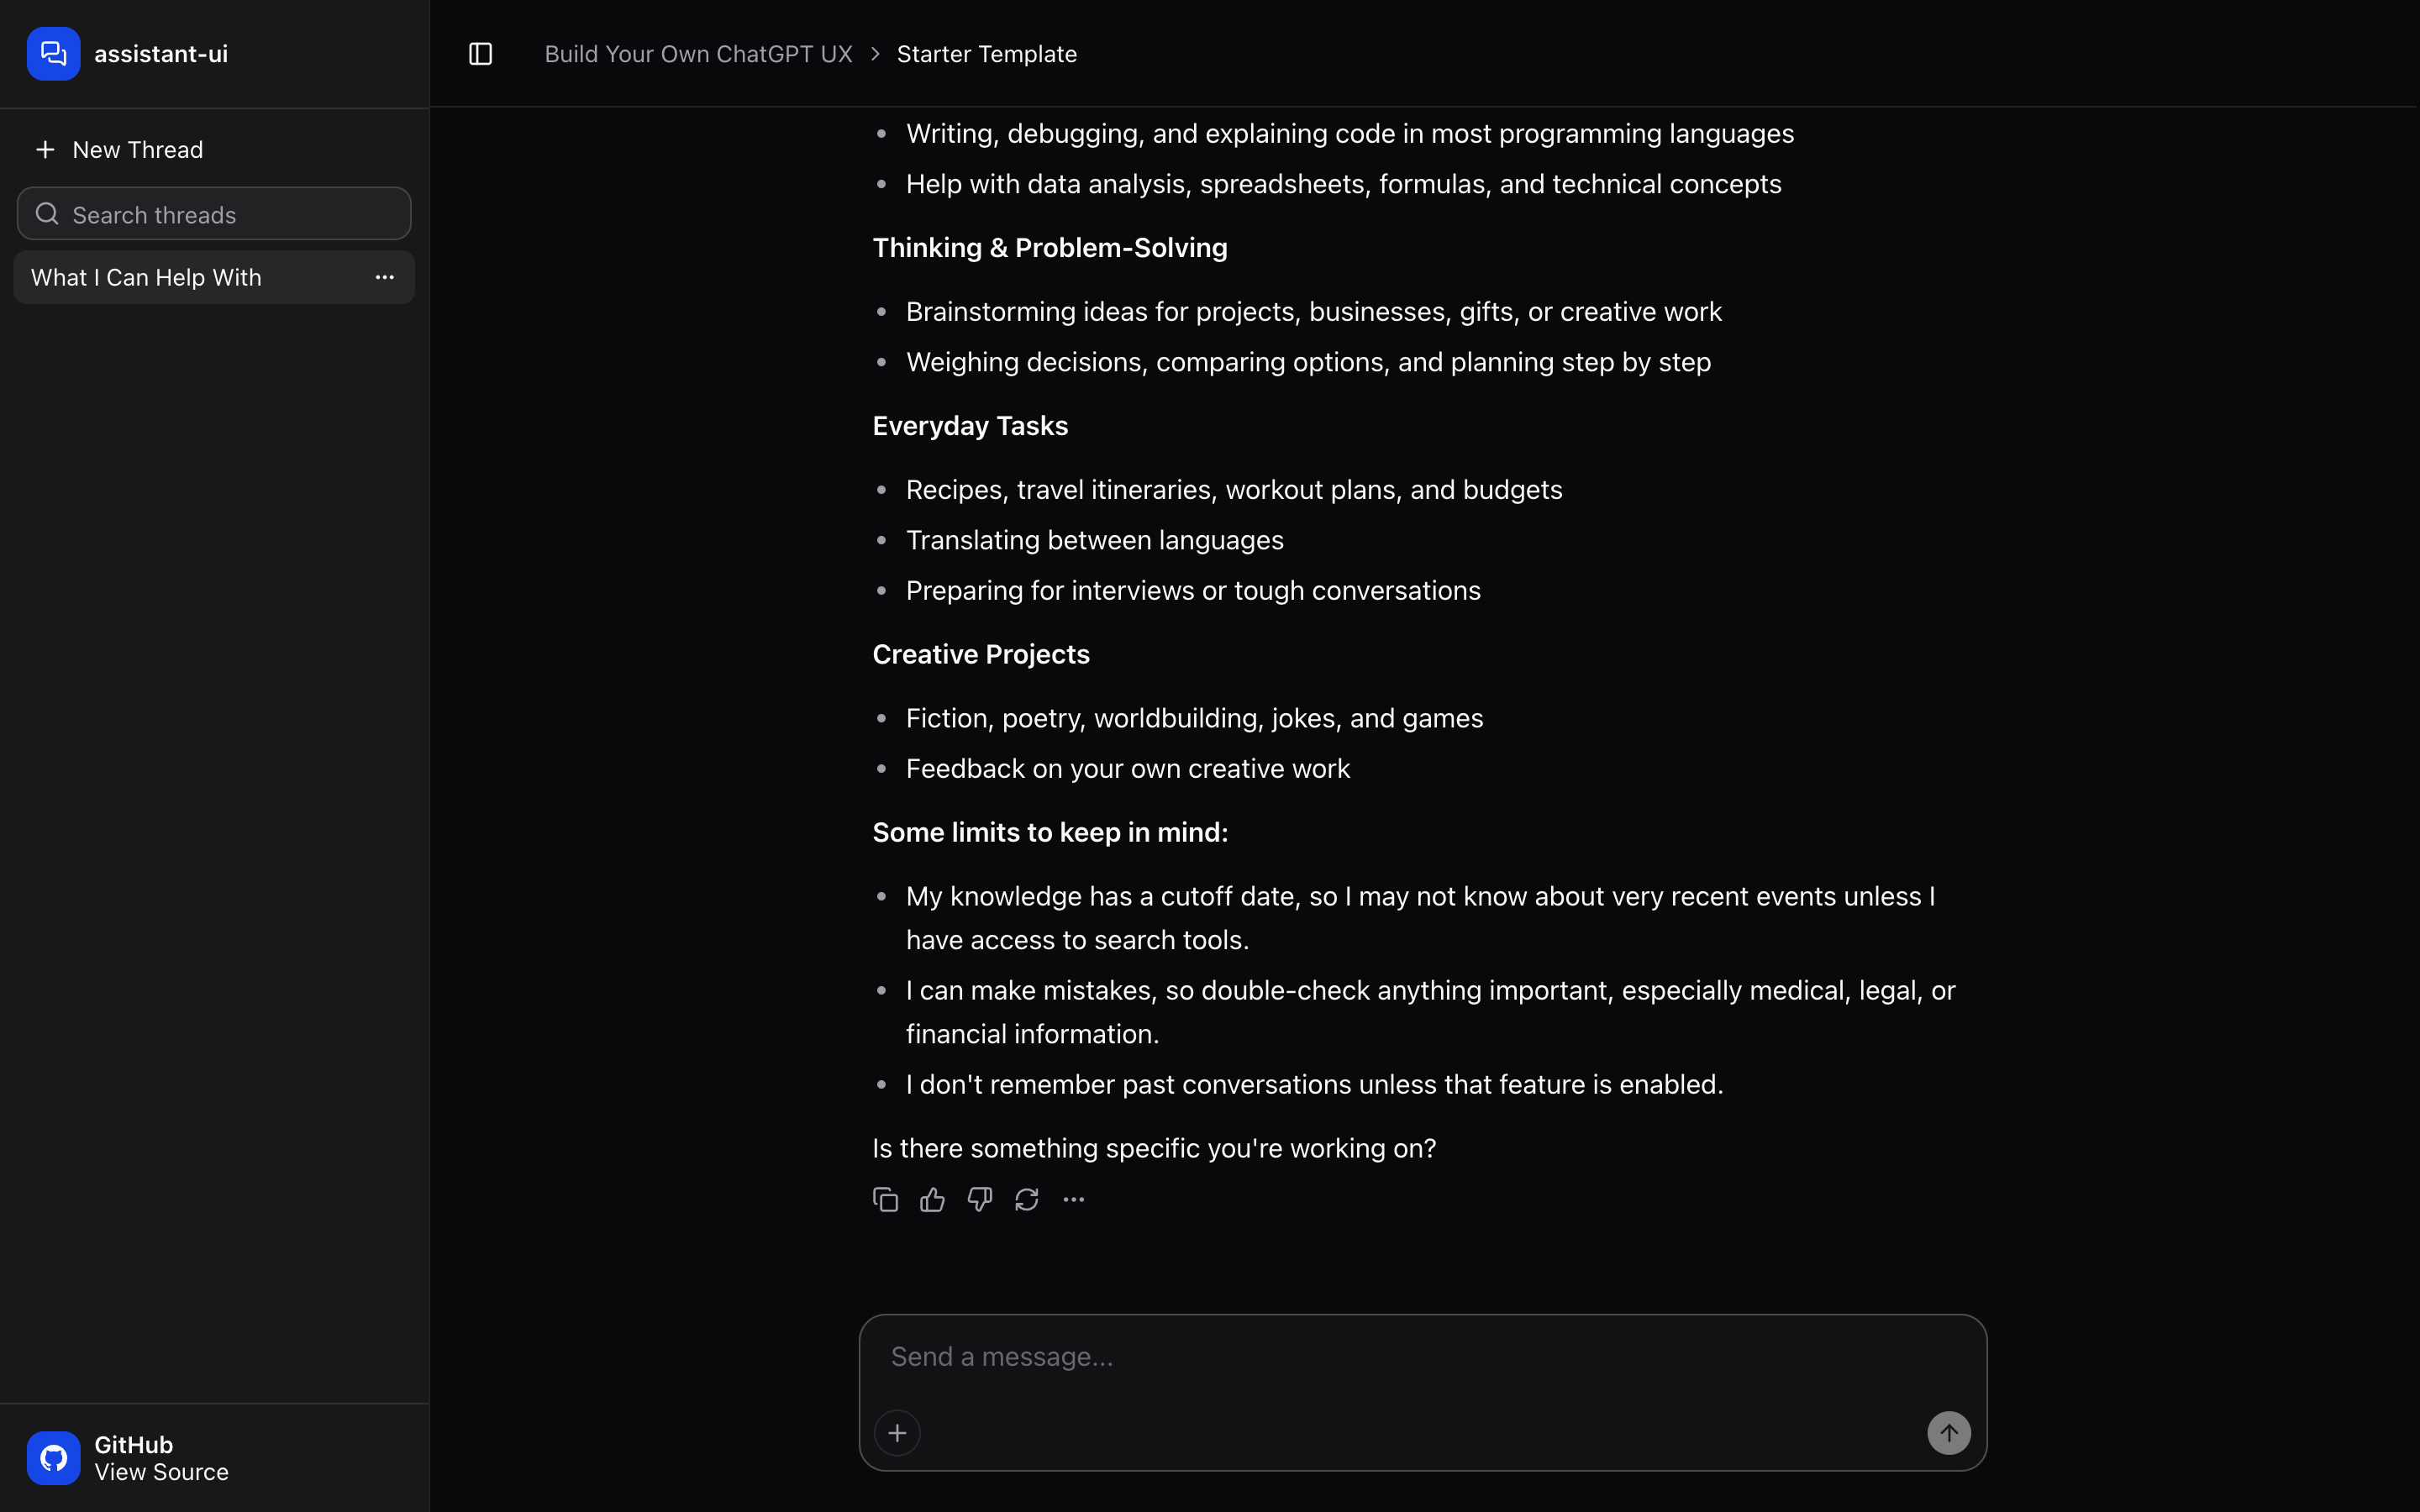 assistant-ui
New Thread
Search threads
What I Can Help With
GitHub
View Source
Build Your Own ChatGPT UX
Starter Template
Writing, debugging, and explaining code in most programming languages
Help with data analysis, spreadsheets, formulas, and technical concepts
Thinking & Problem-Solving
Brainstorming ideas for projects, businesses, gifts, or creative work
Weighing decisions, comparing options, and planning step by step
Everyday Tasks
Recipes, travel itineraries, workout plans, and budgets
Translating between languages
Preparing for interviews or tough conversations
Creative Projects
Fiction, poetry, worldbuilding, jokes, and games
Feedback on your own creative work
Some limits to keep in mind:
My knowledge has a cutoff date, so I may not know about very recent events unless I
have access to search tools.
I can make mistakes, so double-check anything important, especially medical, legal, or
financial information.
I don't remember past conversations unless that feature is enabled.
Is there something specific you're working on?
Send a message...